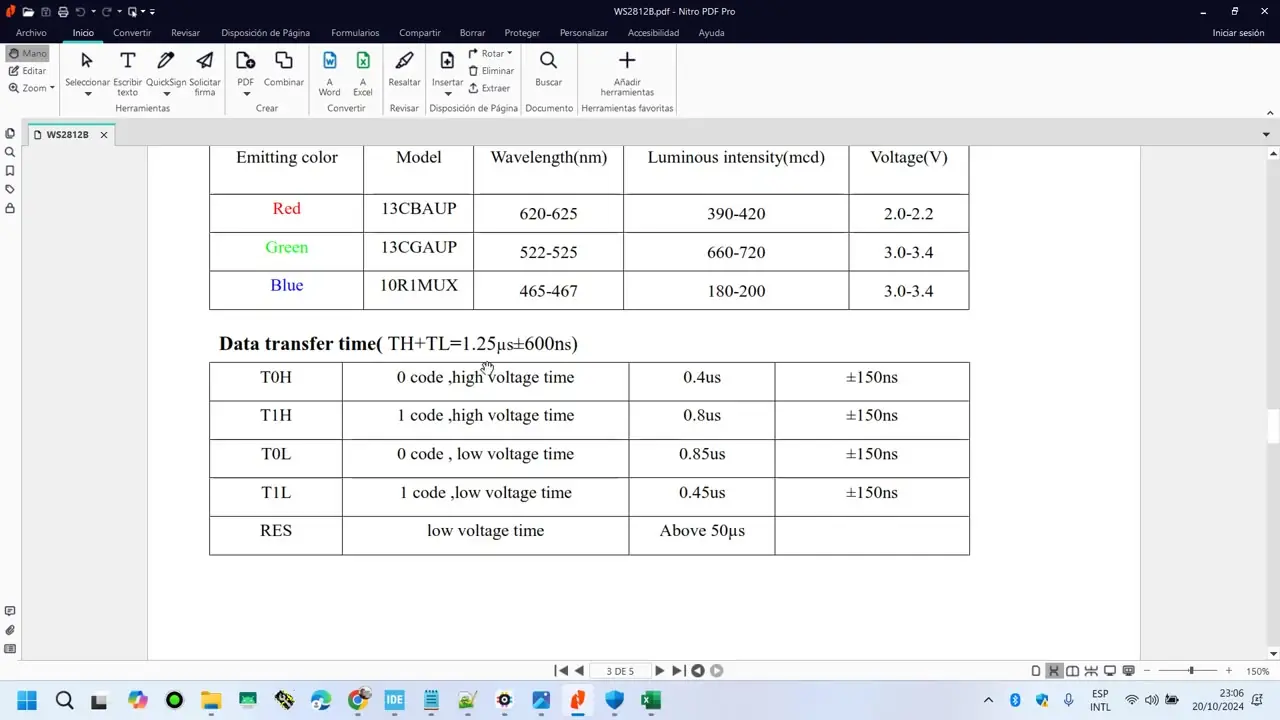 WS2812B.pdf - Nitro PDF Pro
Archivo Inicio Convertir Revisar Disposición de Página Formularios Compartir Borrar Proteger Personalizar Accesibilidad Ayuda Iniciar sesión
Mano
Editar
Zoom
Seleccionar
Escribir texto
QuickSign
Solicitar firma
Herramientas
PDF
Combinar
Crear
A Word
A Excel
Convertir
Resaltar
Revisar
Insertar
Rotar
Eliminar
Extraer
Disposición de Página
Buscar
Documento
Añadir herramientas
Herramientas favoritas
WS2812B
Emitting color Model Wavelength(nm) Luminous intensity(mcd) Voltage(V)
Red 13CBAUP 620-625 390-420 2.0-2.2
Green 13CGAUP 522-525 660-720 3.0-3.4
Blue 10R1MUX 465-467 180-200 3.0-3.4
Data transfer time( TH+TL=1.25µs±600ns)
T0H 0 code ,high voltage time 0.4us ±150ns
T1H 1 code ,high voltage time 0.8us ±150ns
T0L 0 code , low voltage time 0.85us ±150ns
T1L 1 code ,low voltage time 0.45us ±150ns
RES low voltage time Above 50µs
3 DE 5
150%
IDE
ESP
INTL
23:06
20/10/2024